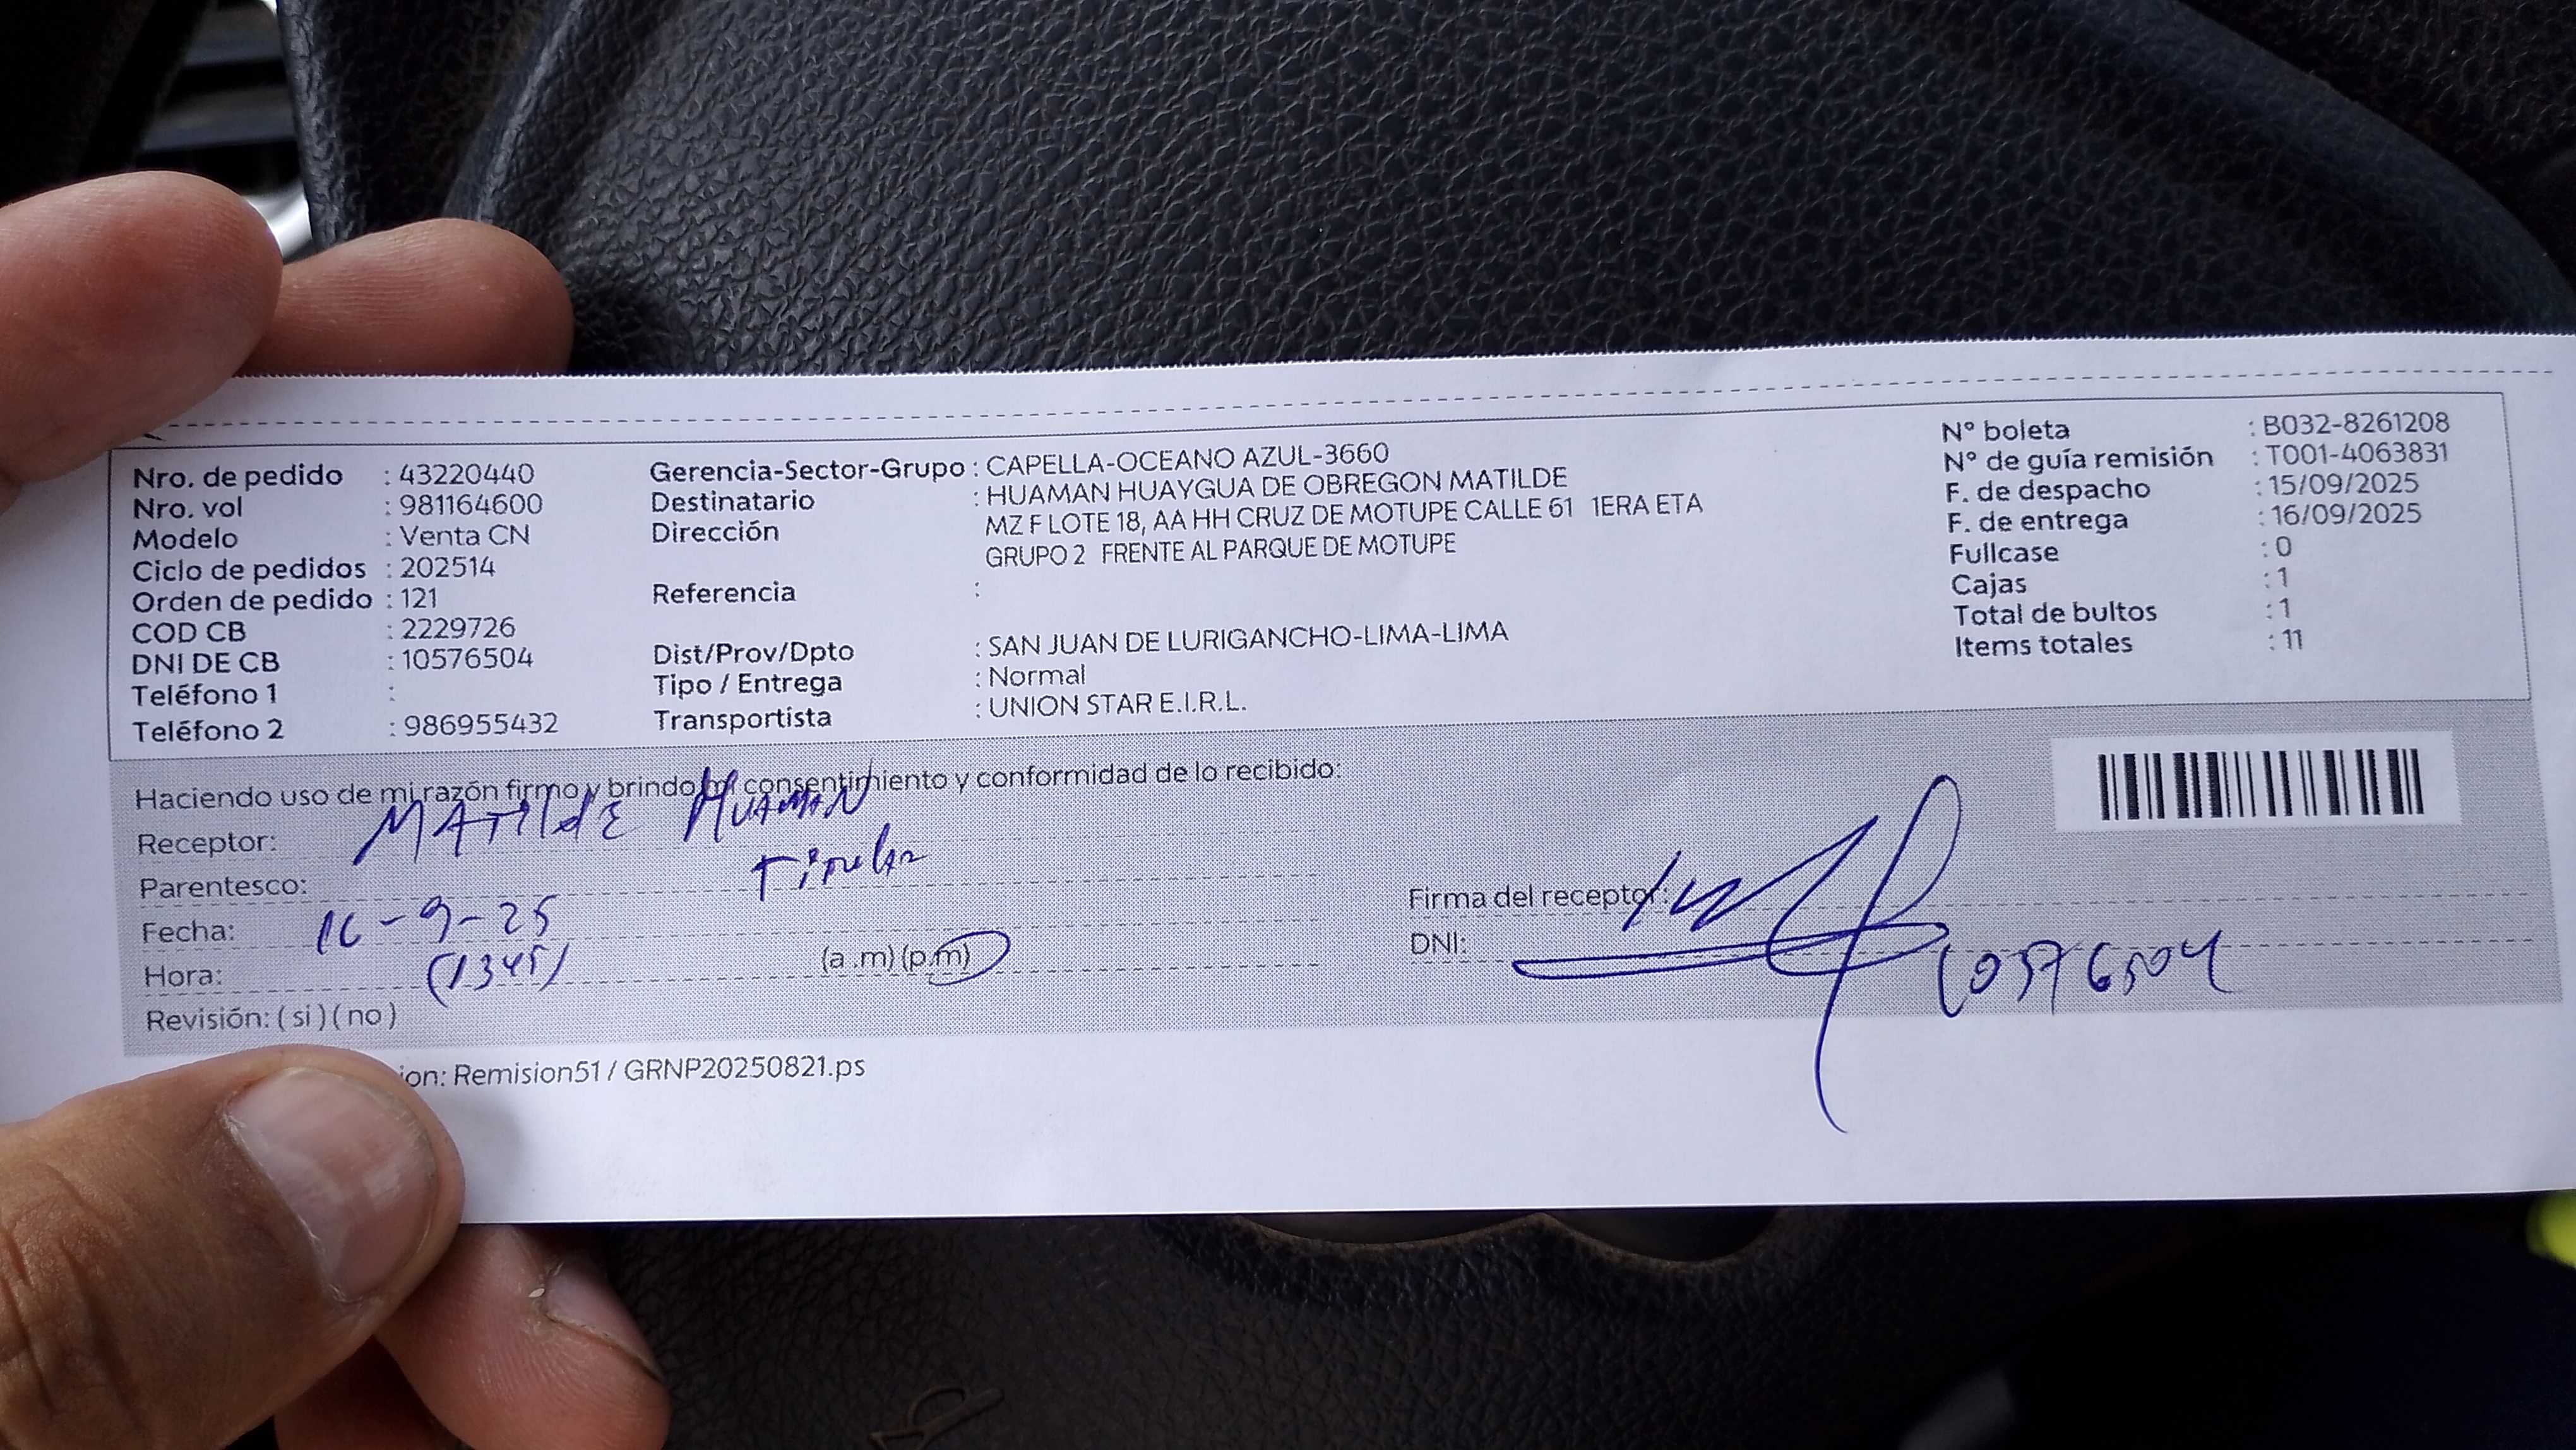 Nro. de pedido : 43220440
Nro. vol : 981164600
Modelo : Venta CN
Ciclo de pedidos : 202514
Orden de pedido : 121
COD CB : 2229726
DNI DE CB : 10576504
Teléfono 1 :
Teléfono 2 : 986955432
Gerencia-Sector-Grupo : CAPELLA-OCEANO AZUL-3660
Destinatario : HUAMAN HUAYGUA DE OBREGON MATILDE
Dirección MZ F LOTE 18, AA HH CRUZ DE MOTUPE CALLE 61 1ERA ETA
GRUPO 2 FRENTE AL PARQUE DE MOTUPE
Referencia :
Dist/Prov/Dpto : SAN JUAN DE LURIGANCHO-LIMA-LIMA
Tipo / Entrega : Normal
Transportista : UNION STAR E.I.R.L.
N° boleta : B032-8261208
N° de guía remisión : T001-4063831
F. de despacho : 15/09/2025
F. de entrega : 16/09/2025
Fullcase : 0
Cajas : 1
Total de bultos : 1
Items totales : 11
Haciendo uso de mi razón firmo y brindo mi consentimiento y conformidad de lo recibido:
Receptor: MATILDE HUAMAN
Parentesco: Titular
Fecha: 16-9-25
Hora: (1345) (a .m) (p.m)
Revisión: ( si ) ( no )
Firma del receptor:
DNI: 10576504
ion: Remision51 / GRNP20250821.ps